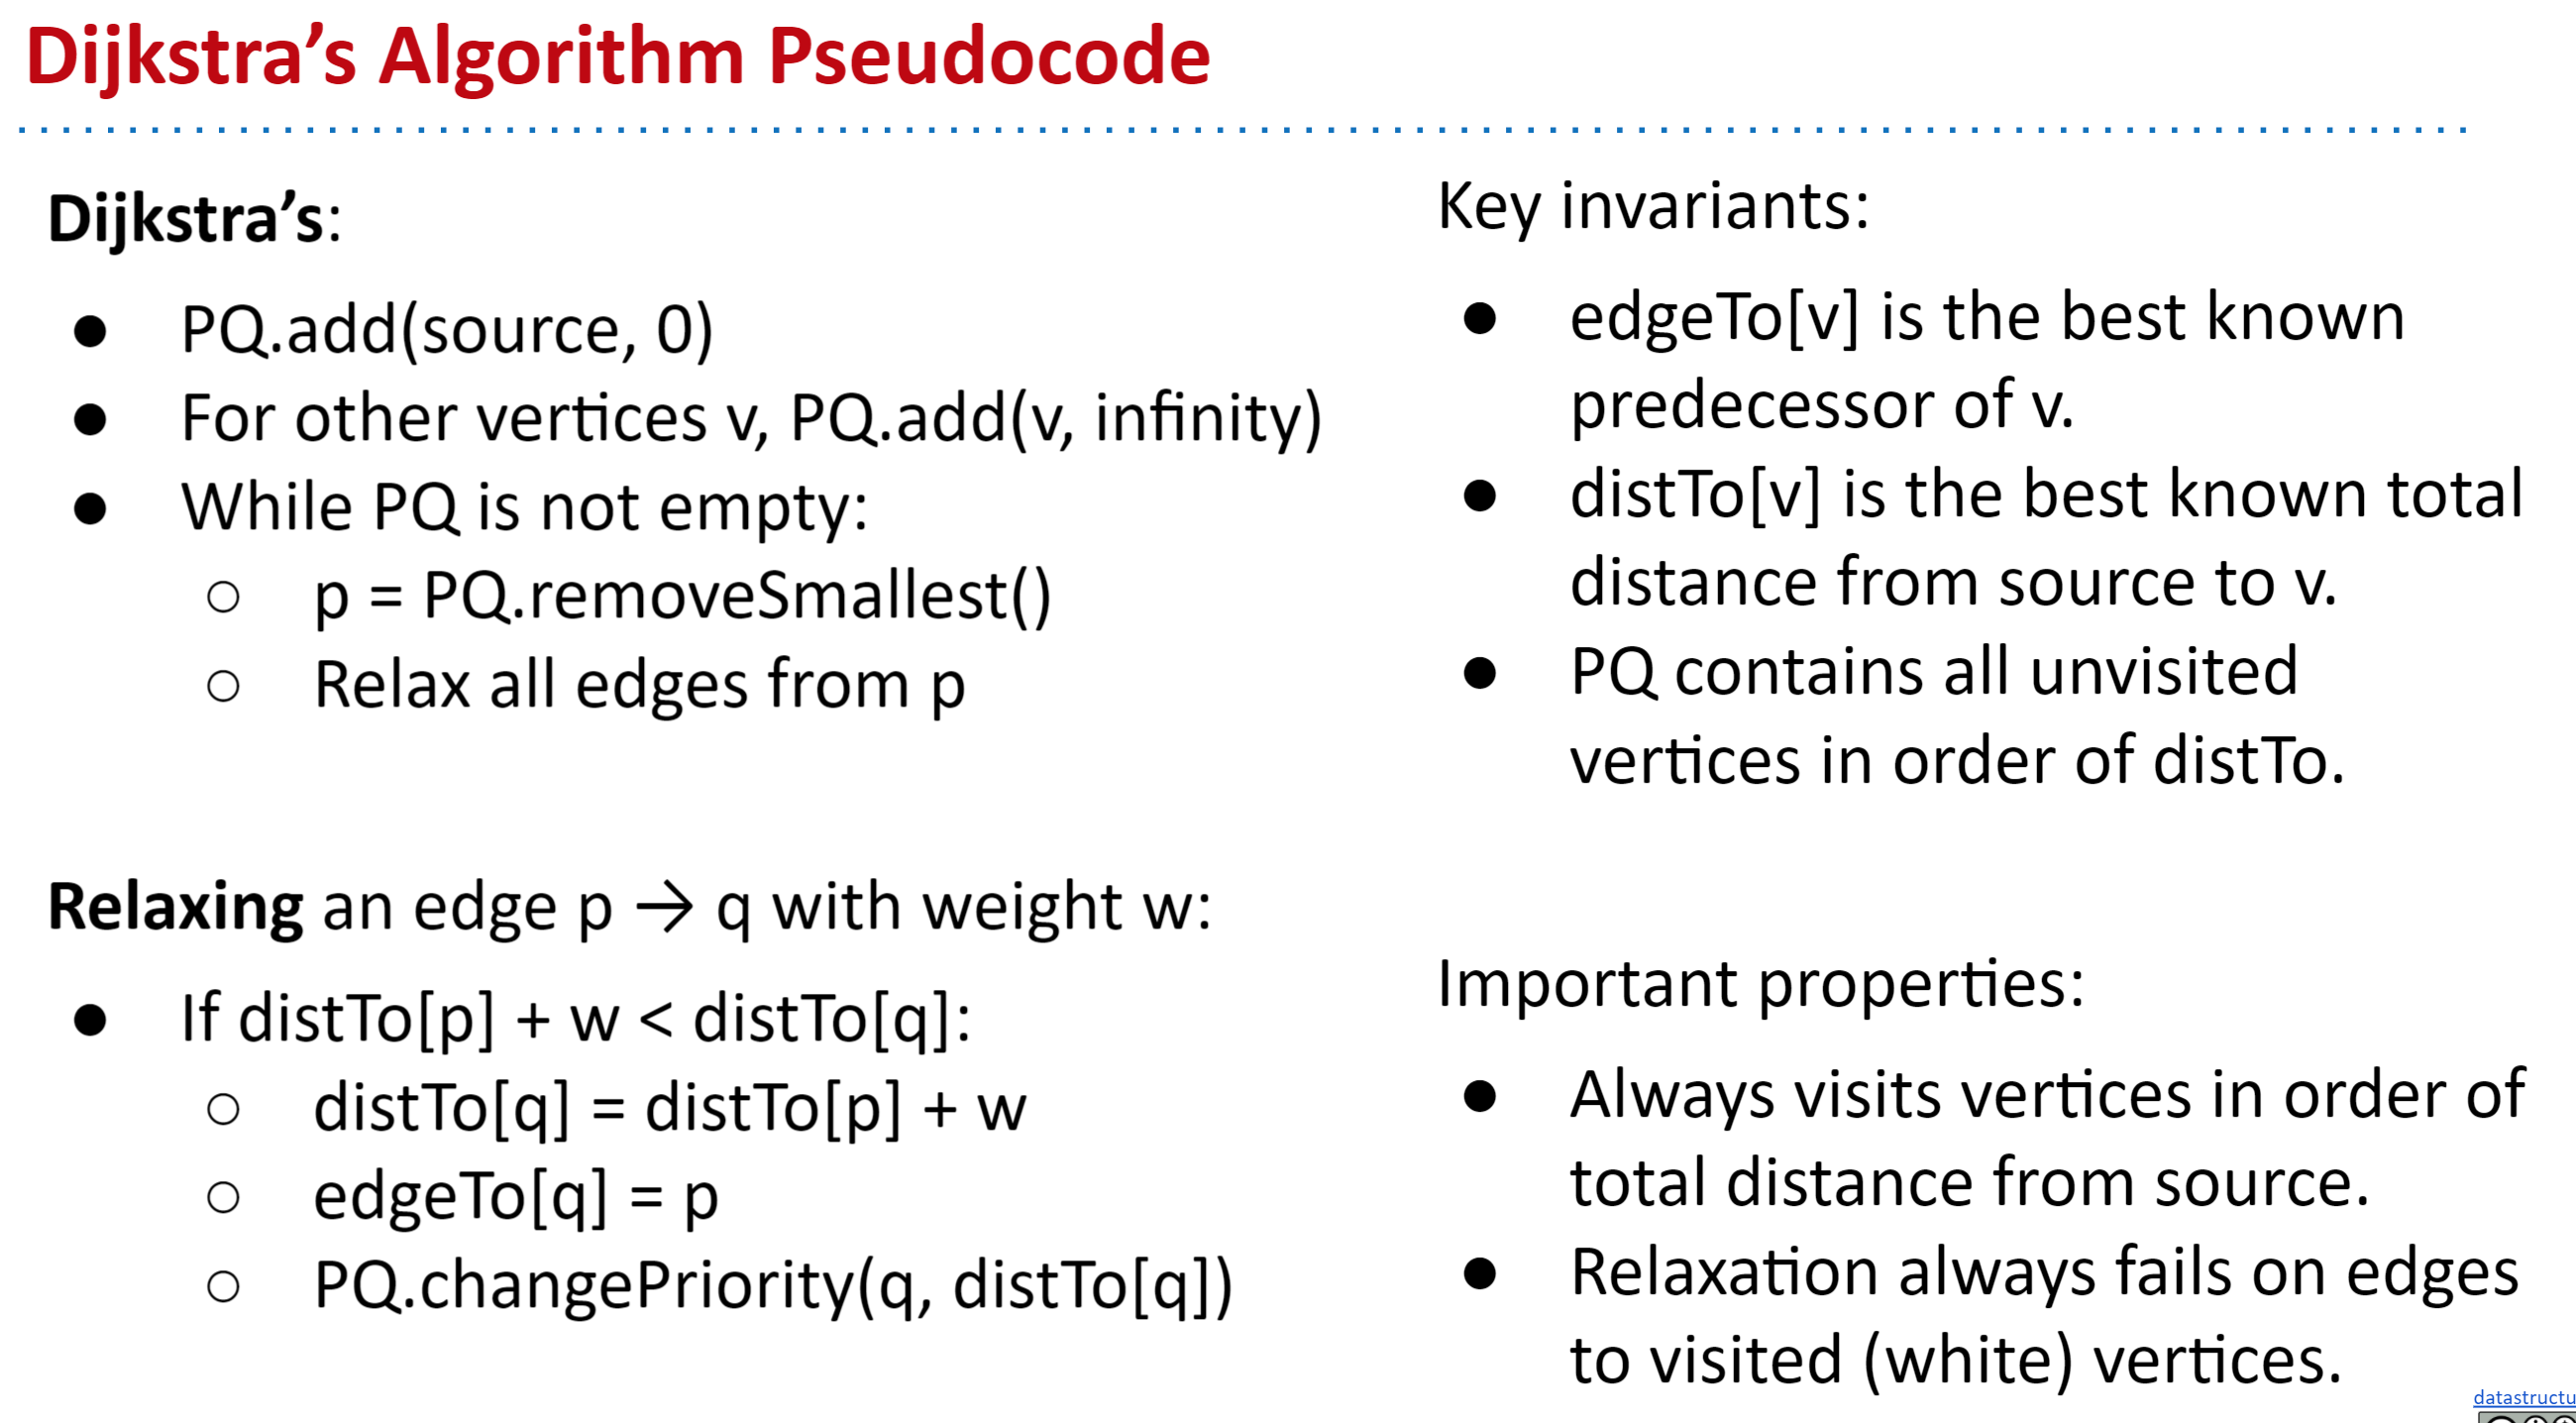 Dijkstra’s Algorithm Pseudocode
Dijkstra’s:
● PQ.add(source, 0)
● For other vertices v, PQ.add(v, infinity)
● While PQ is not empty:
○ p = PQ.removeSmallest()
○ Relax all edges from p
Relaxing an edge p → q with weight w:
● If distTo[p] + w < distTo[q]:
○ distTo[q] = distTo[p] + w
○ edgeTo[q] = p
○ PQ.changePriority(q, distTo[q])
Key invariants:
● edgeTo[v] is the best known
predecessor of v.
● distTo[v] is the best known total
distance from source to v.
● PQ contains all unvisited
vertices in order of distTo.
Important properties:
● Always visits vertices in order of
total distance from source.
● Relaxation always fails on edges
to visited (white) vertices.
datastructu